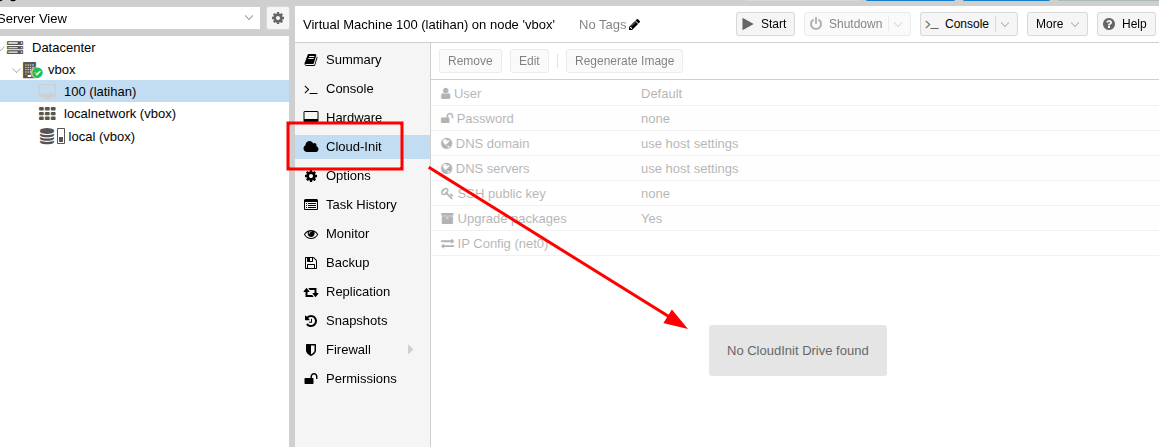 Server View
Virtual Machine 100 (latihan) on node 'vbox'
No Tags
Start
Shutdown
Console
More
Help
Datacenter
vbox
100 (latihan)
localnetwork (vbox)
local (vbox)
Summary
Console
Hardware
Cloud-Init
Options
Task History
Monitor
Backup
Replication
Snapshots
Firewall
Permissions
Remove
Edit
Regenerate Image
User Default
Password none
DNS domain use host settings
DNS servers use host settings
SSH public key none
Upgrade packages Yes
IP Config (net0)
No CloudInit Drive found